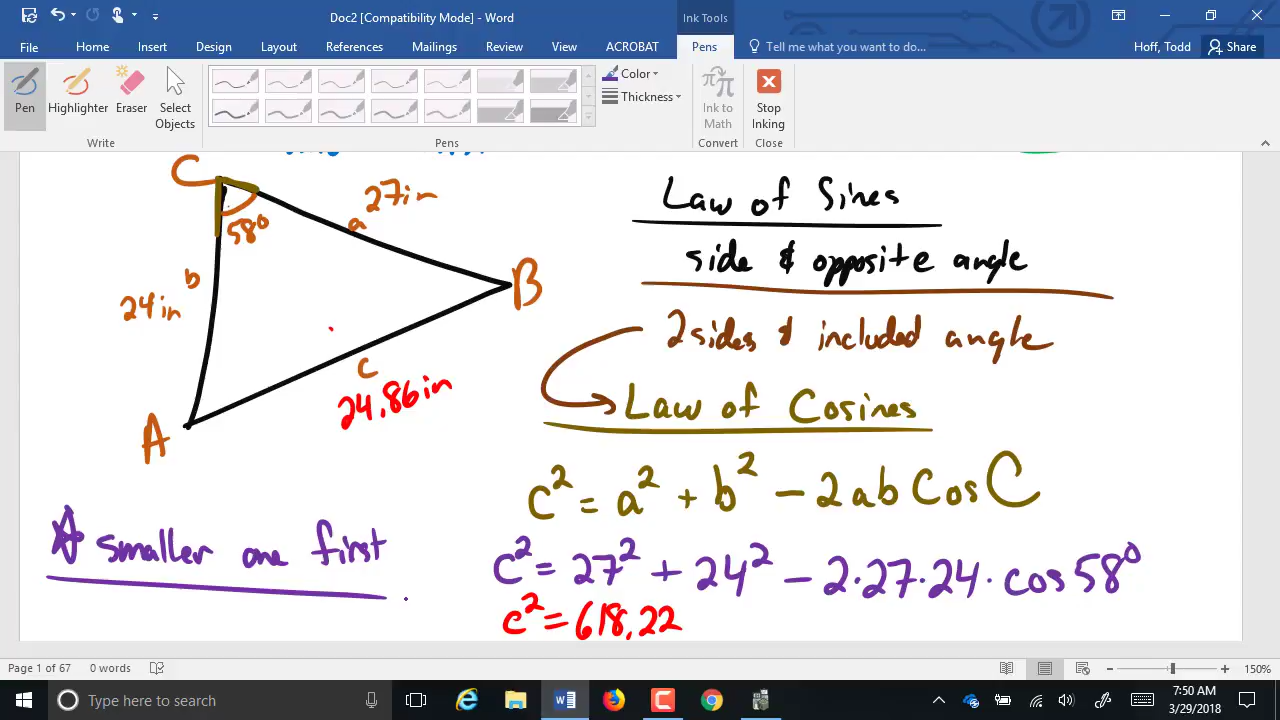 Doc2 [Compatibility Mode] - Word
Ink Tools
File Home Insert Design Layout References Mailings Review View ACROBAT Pens Tell me what you want to do... Hoff, Todd Share
Pen Highlighter Eraser Select Objects
Color
Thickness
Ink to Math
Stop Inking
Write Pens Convert Close
C
27in
a
58°
b
24in
B
c
24.86in
A
Law of Sines
side & opposite angle
2 sides & included angle
Law of Cosines
c² = a² + b² - 2ab Cos C
smaller one first
c² = 27² + 24² - 2·27·24·cos58°
c² = 618.22
Page 1 of 67 0 words 150%
Type here to search
7:50 AM
3/29/2018